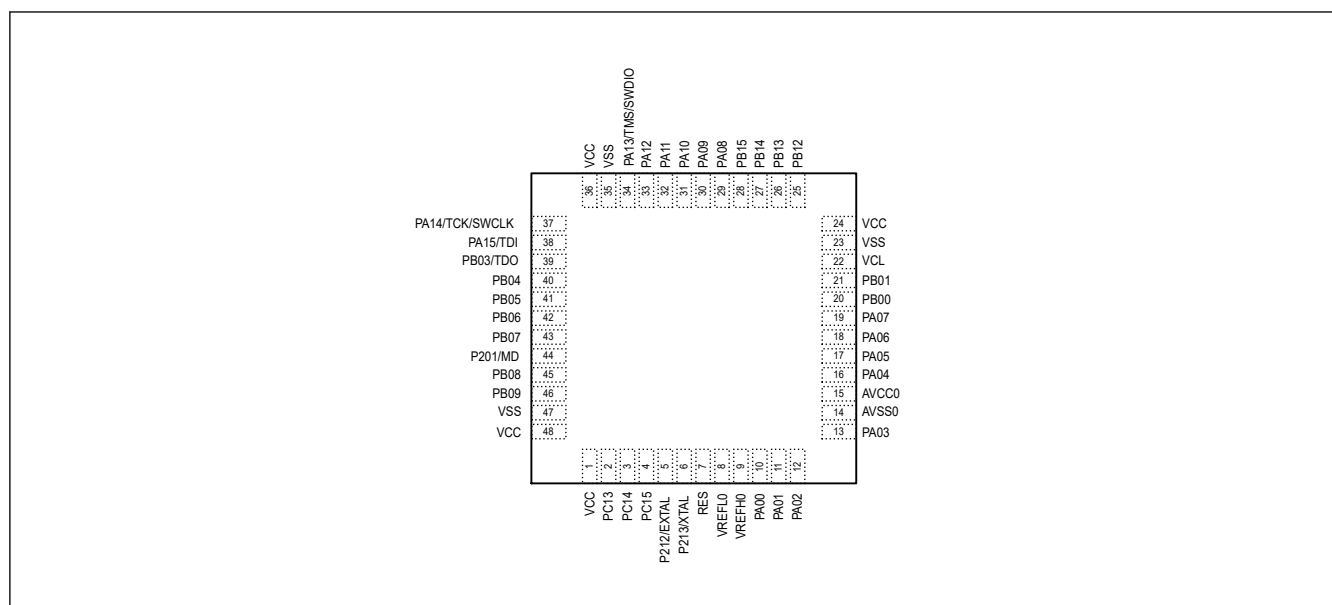 VCC
VSS
PA13/TMS/SWDIO
PA12
PA11
PA10
PA09
PA08
PB15
PB14
PB13
PB12
36
35
34
33
32
31
30
29
28
27
26
25
PA14/TCK/SWCLK 37
PA15/TDI 38
PB03/TDO 39
PB04 40
PB05 41
PB06 42
PB07 43
P201/MD 44
PB08 45
PB09 46
VSS 47
VCC 48
24 VCC
23 VSS
22 VCL
21 PB01
20 PB00
19 PA07
18 PA06
17 PA05
16 PA04
15 AVCC0
14 AVSS0
13 PA03
1
2
3
4
5
6
7
8
9
10
11
12
VCC
PC13
PC14
PC15
P212/EXTAL
P213/XTAL
RES
VREFL0
VREFH0
PA00
PA01
PA02